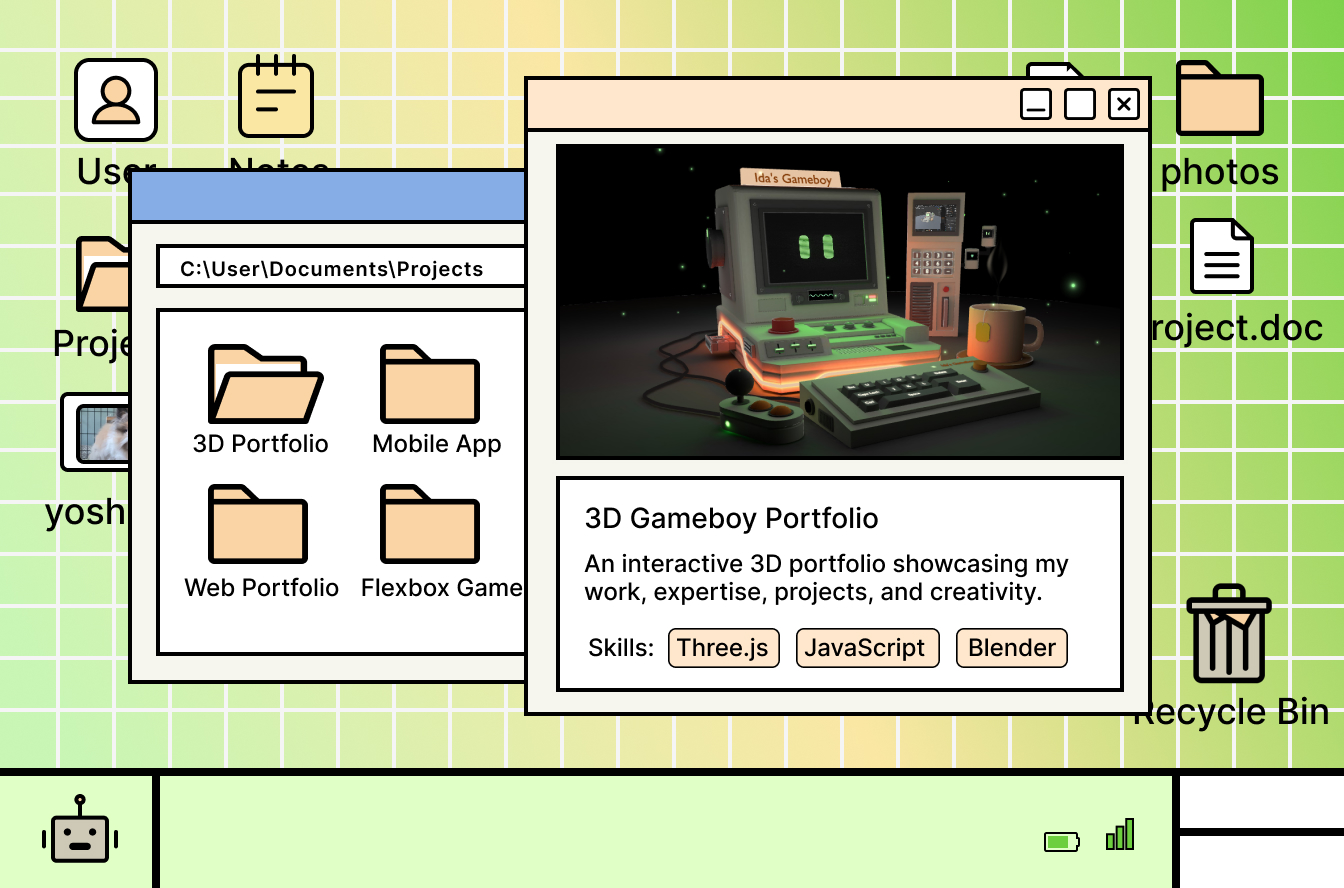 User
Notes
photos
C:\User\Documents\Projects
Ida's Gameboy
roject.doc
Proje
3D Portfolio
Mobile App
yosh
3D Gameboy Portfolio
An interactive 3D portfolio showcasing my
work, expertise, projects, and creativity.
Web Portfolio
Flexbox Game
Skills: Three.js JavaScript Blender
Recycle Bin